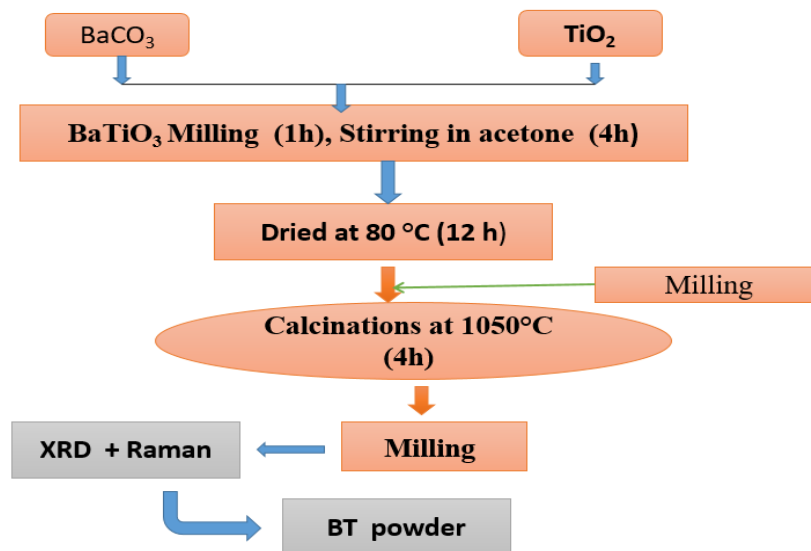 BaCO₃
TiO₂
BaTiO₃ Milling (1h), Stirring in acetone (4h)
Dried at 80 °C (12 h)
Milling
Calcinations at 1050°C
(4h)
Milling
XRD + Raman
BT powder